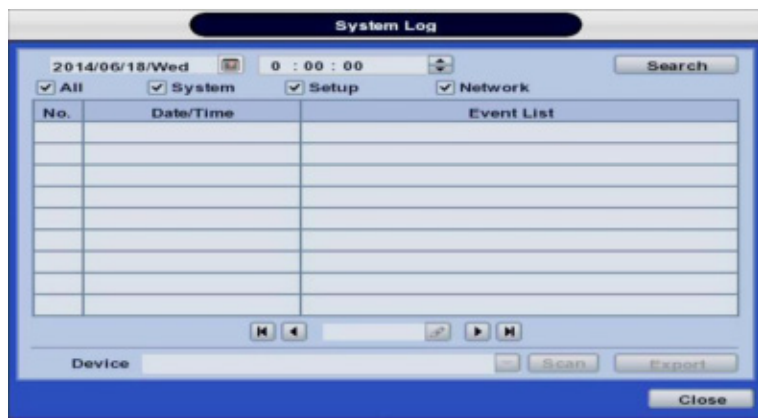 System Log
2014/06/18/Wed 0 : 00 : 00 Search
All System Setup Network
No. Date/Time Event List
Device Scan Export
Close